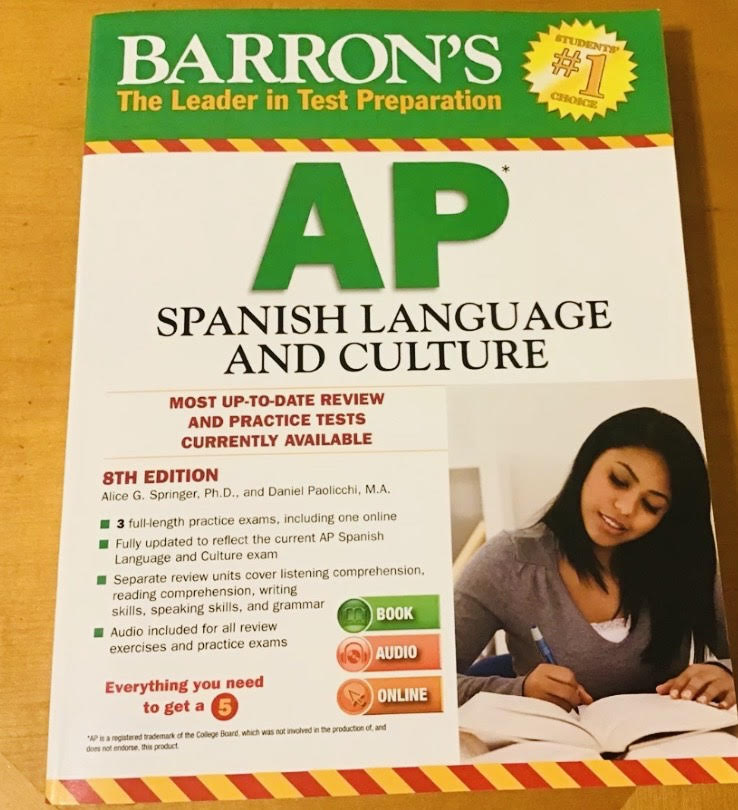 BARRON'S
The Leader in Test Preparation
STUDENTS'
#1
CHOICE
AP*
SPANISH LANGUAGE
AND CULTURE
MOST UP-TO-DATE REVIEW
AND PRACTICE TESTS
CURRENTLY AVAILABLE
8TH EDITION
Alice G. Springer, Ph.D., and Daniel Paolicchi, M.A.
3 full-length practice exams, including one online
Fully updated to reflect the current AP Spanish
Language and Culture exam
Separate review units cover listening comprehension,
reading comprehension, writing
skills, speaking skills, and grammar
Audio included for all review
exercises and practice exams
BOOK
AUDIO
ONLINE
Everything you need
to get a 5
*AP is a registered trademark of the College Board, which was not involved in the production of, and
does not endorse, this product.